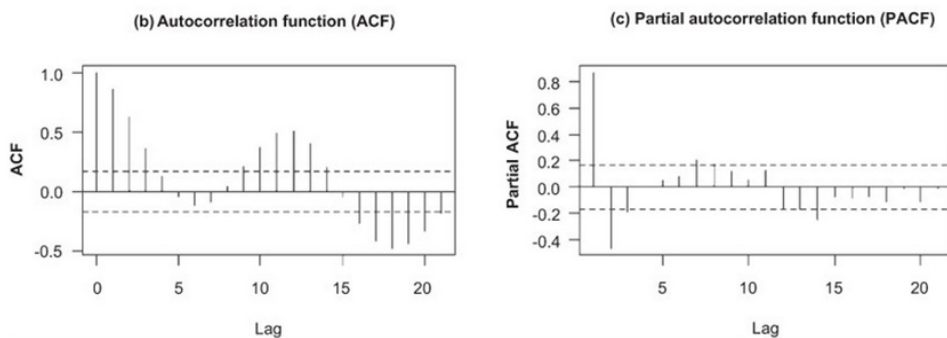 (b) Autocorrelation function (ACF)
ACF
1.0
0.5
0.0
-0.5
0 5 10 15 20
Lag
(c) Partial autocorrelation function (PACF)
Partial ACF
0.8
0.6
0.4
0.2
0.0
-0.2
-0.4
5 10 15 20
Lag